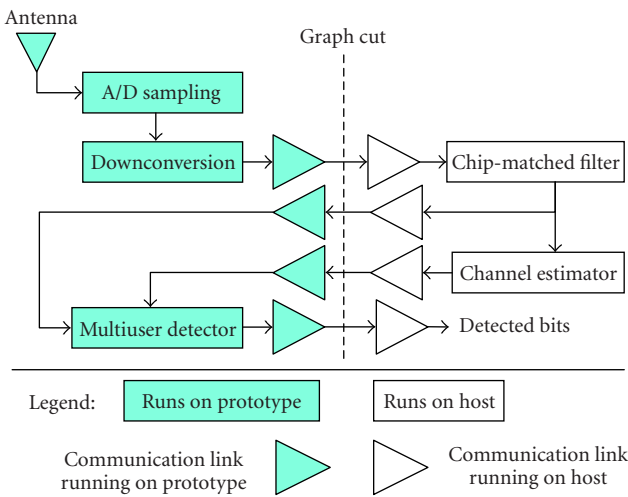 Antenna
Graph cut
A/D sampling
Downconversion
Chip-matched filter
Channel estimator
Multiuser detector
Detected bits
Legend:
Runs on prototype
Runs on host
Communication link
running on prototype
Communication link
running on host